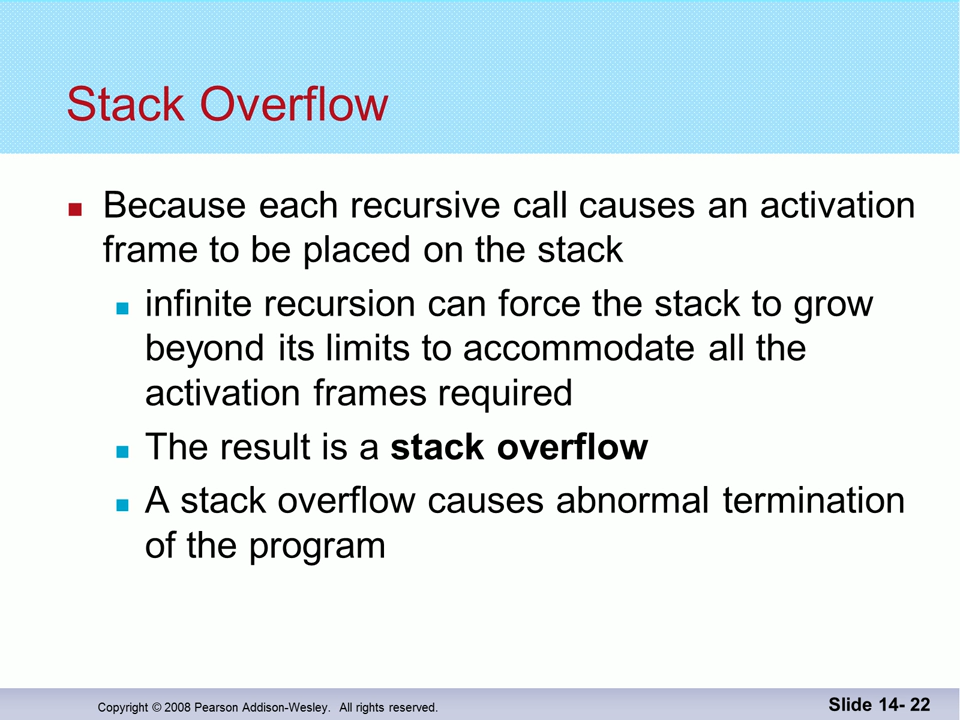 Stack Overflow
Because each recursive call causes an activation
frame to be placed on the stack
infinite recursion can force the stack to grow
beyond its limits to accommodate all the
activation frames required
The result is a stack overflow
A stack overflow causes abnormal termination
of the program
Copyright © 2008 Pearson Addison-Wesley. All rights reserved.
Slide 14- 22